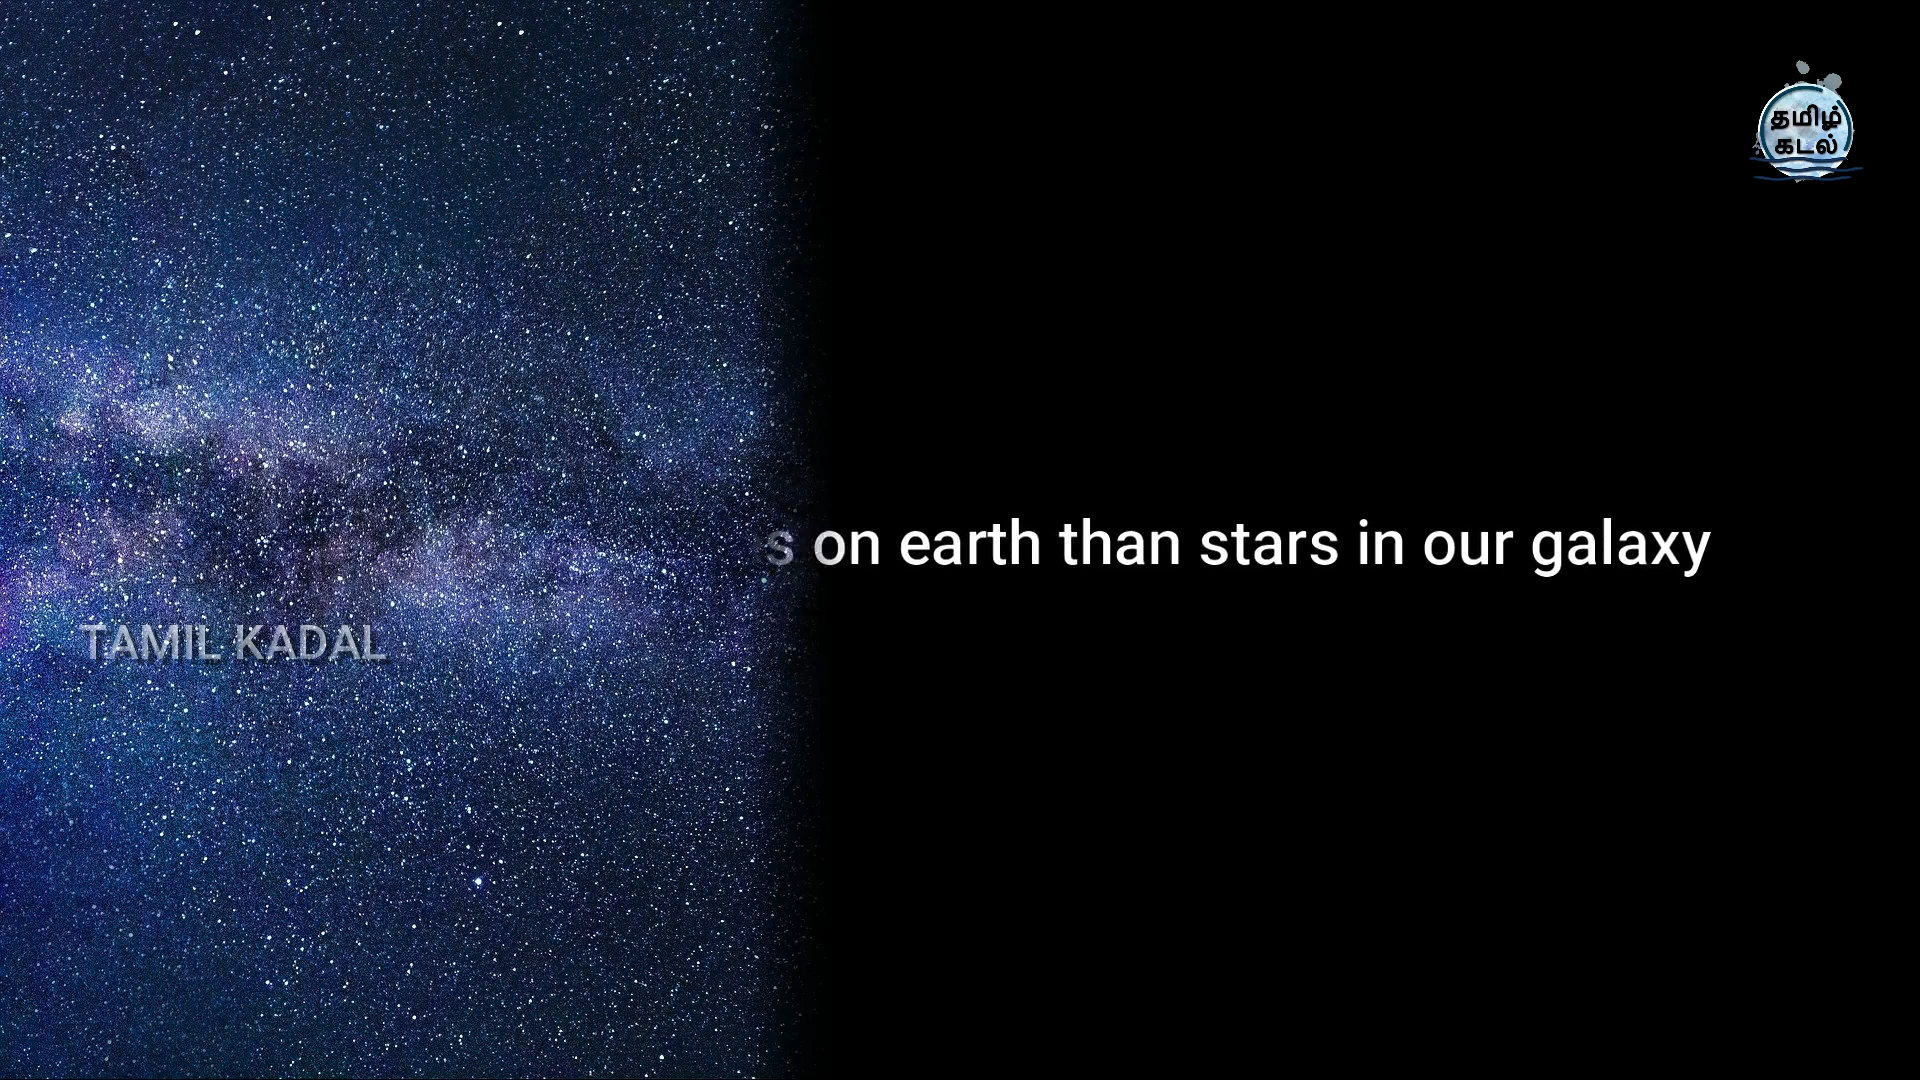 தமிழ்
கடல்
s on earth than stars in our galaxy
TAMIL KADAL